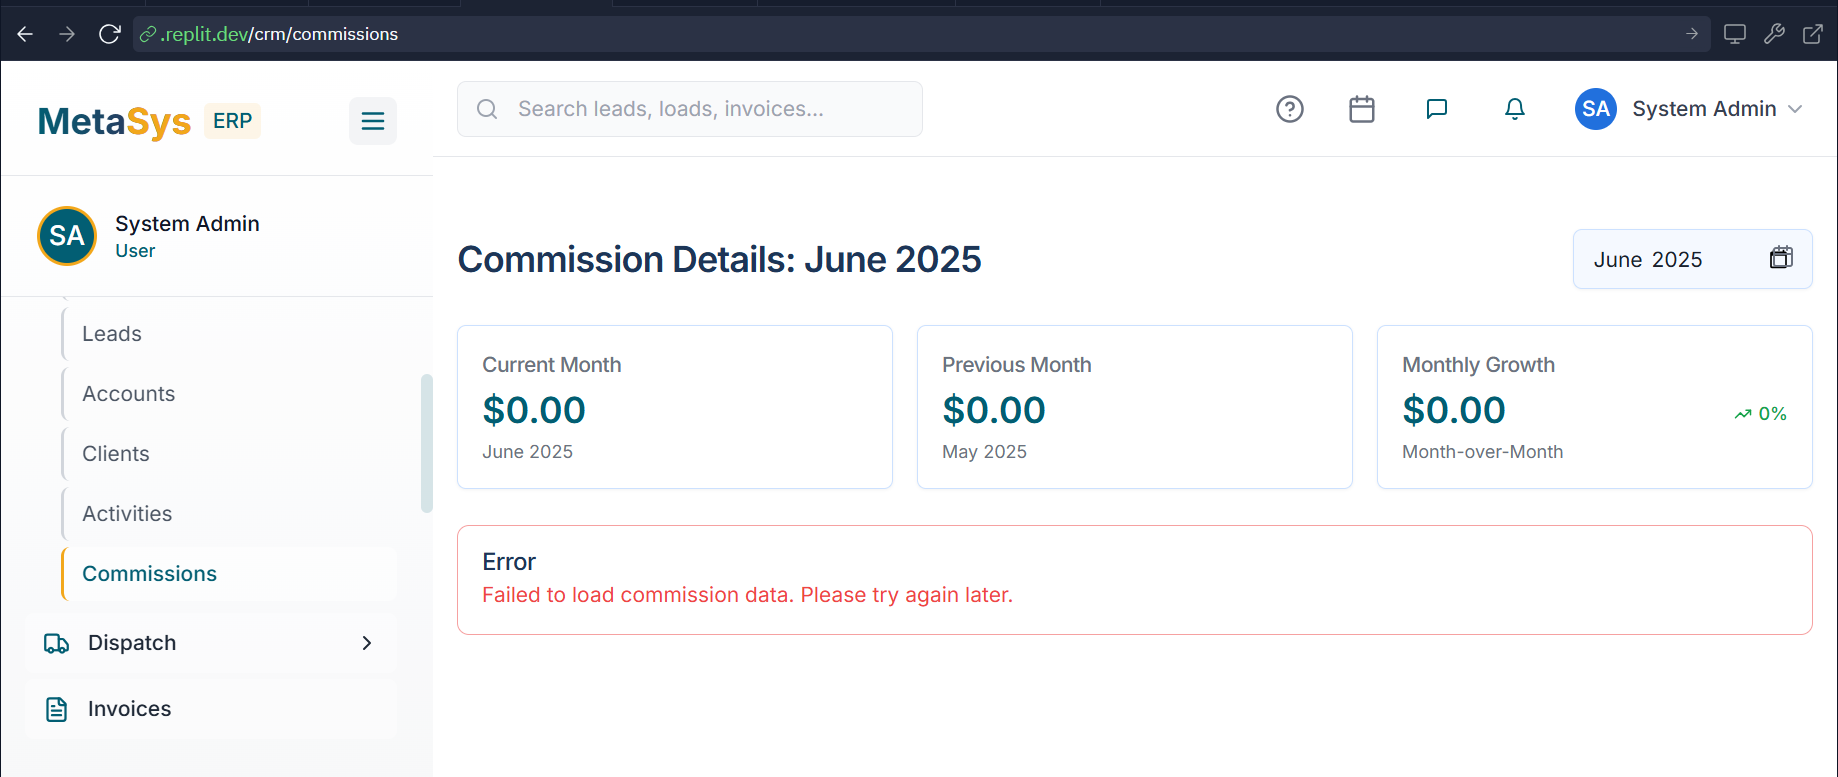 .replit.dev/crm/commissions
MetaSys ERP
Search leads, loads, invoices...
SA System Admin
SA
System Admin
User
Leads
Accounts
Clients
Activities
Commissions
Dispatch
Invoices
Commission Details: June 2025
June 2025
Current Month
$0.00
June 2025
Previous Month
$0.00
May 2025
Monthly Growth
$0.00
0%
Month-over-Month
Error
Failed to load commission data. Please try again later.